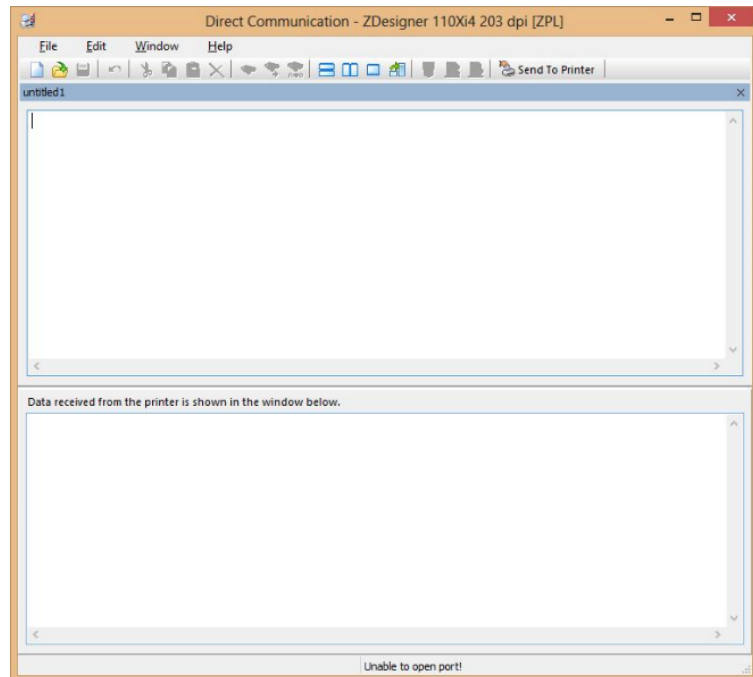 Direct Communication - ZDesigner 110Xi4 203 dpi [ZPL]
File Edit Window Help
Send To Printer
untitled1
Data received from the printer is shown in the window below.
Unable to open port!